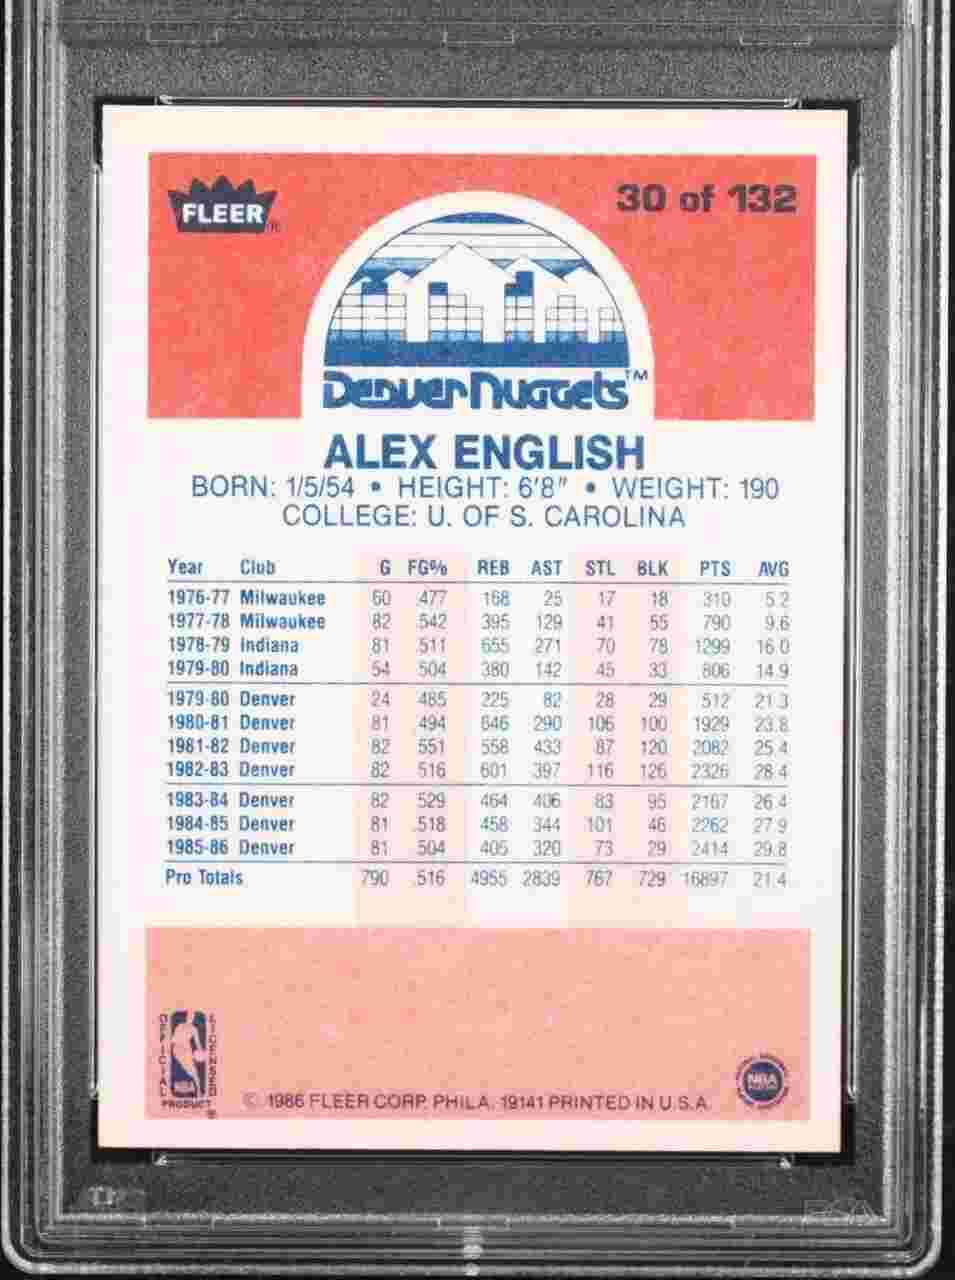 FLEER®
30 of 132
Denver Nuggets™
ALEX ENGLISH
BORN: 1/5/54 • HEIGHT: 6'8" • WEIGHT: 190
COLLEGE: U. OF S. CAROLINA
Year Club G FG% REB AST STL BLK PTS AVG
1976-77 Milwaukee 60 .477 168 25 17 18 310 5.2
1977-78 Milwaukee 82 .542 395 129 41 55 790 9.6
1978-79 Indiana 81 .511 655 271 70 78 1299 16.0
1979-80 Indiana 54 .504 380 142 45 33 806 14.9
1979-80 Denver 24 .485 225 82 28 29 512 21.3
1980-81 Denver 81 .494 646 290 106 100 1929 23.8
1981-82 Denver 82 .551 558 433 87 120 2082 25.4
1982-83 Denver 82 .516 601 397 116 126 2326 28.4
1983-84 Denver 82 .529 464 406 83 95 2167 26.4
1984-85 Denver 81 .518 458 344 101 46 2262 27.9
1985-86 Denver 81 .504 405 320 73 29 2414 29.8
Pro Totals 790 .516 4955 2839 767 729 16897 21.4
OFFICIAL LICENSED
NBA
PRODUCT®
© 1986 FLEER CORP. PHILA. 19141 PRINTED IN U.S.A.
NBA
PSA